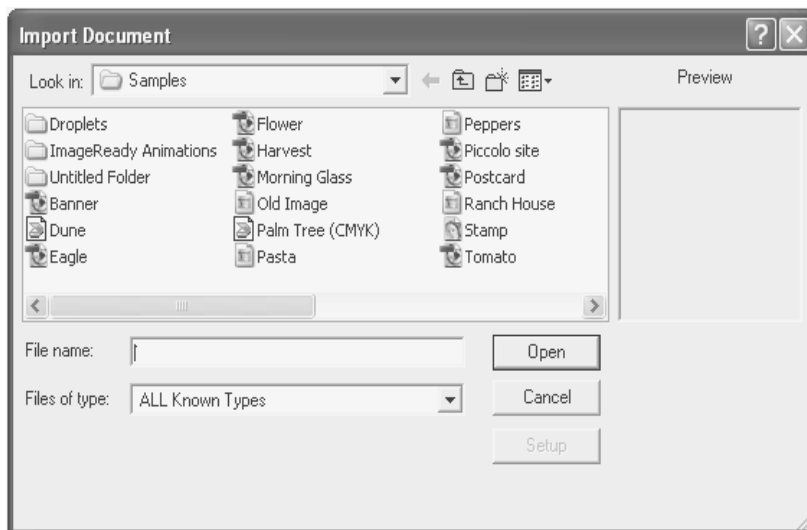 Import Document
Look in: Samples
Preview
Droplets
ImageReady Animations
Untitled Folder
Banner
Dune
Eagle
Flower
Harvest
Morning Glass
Old Image
Palm Tree (CMYK)
Pasta
Peppers
Piccolo site
Postcard
Ranch House
Stamp
Tomato
File name:
Open
Files of type: ALL Known Types
Cancel
Setup